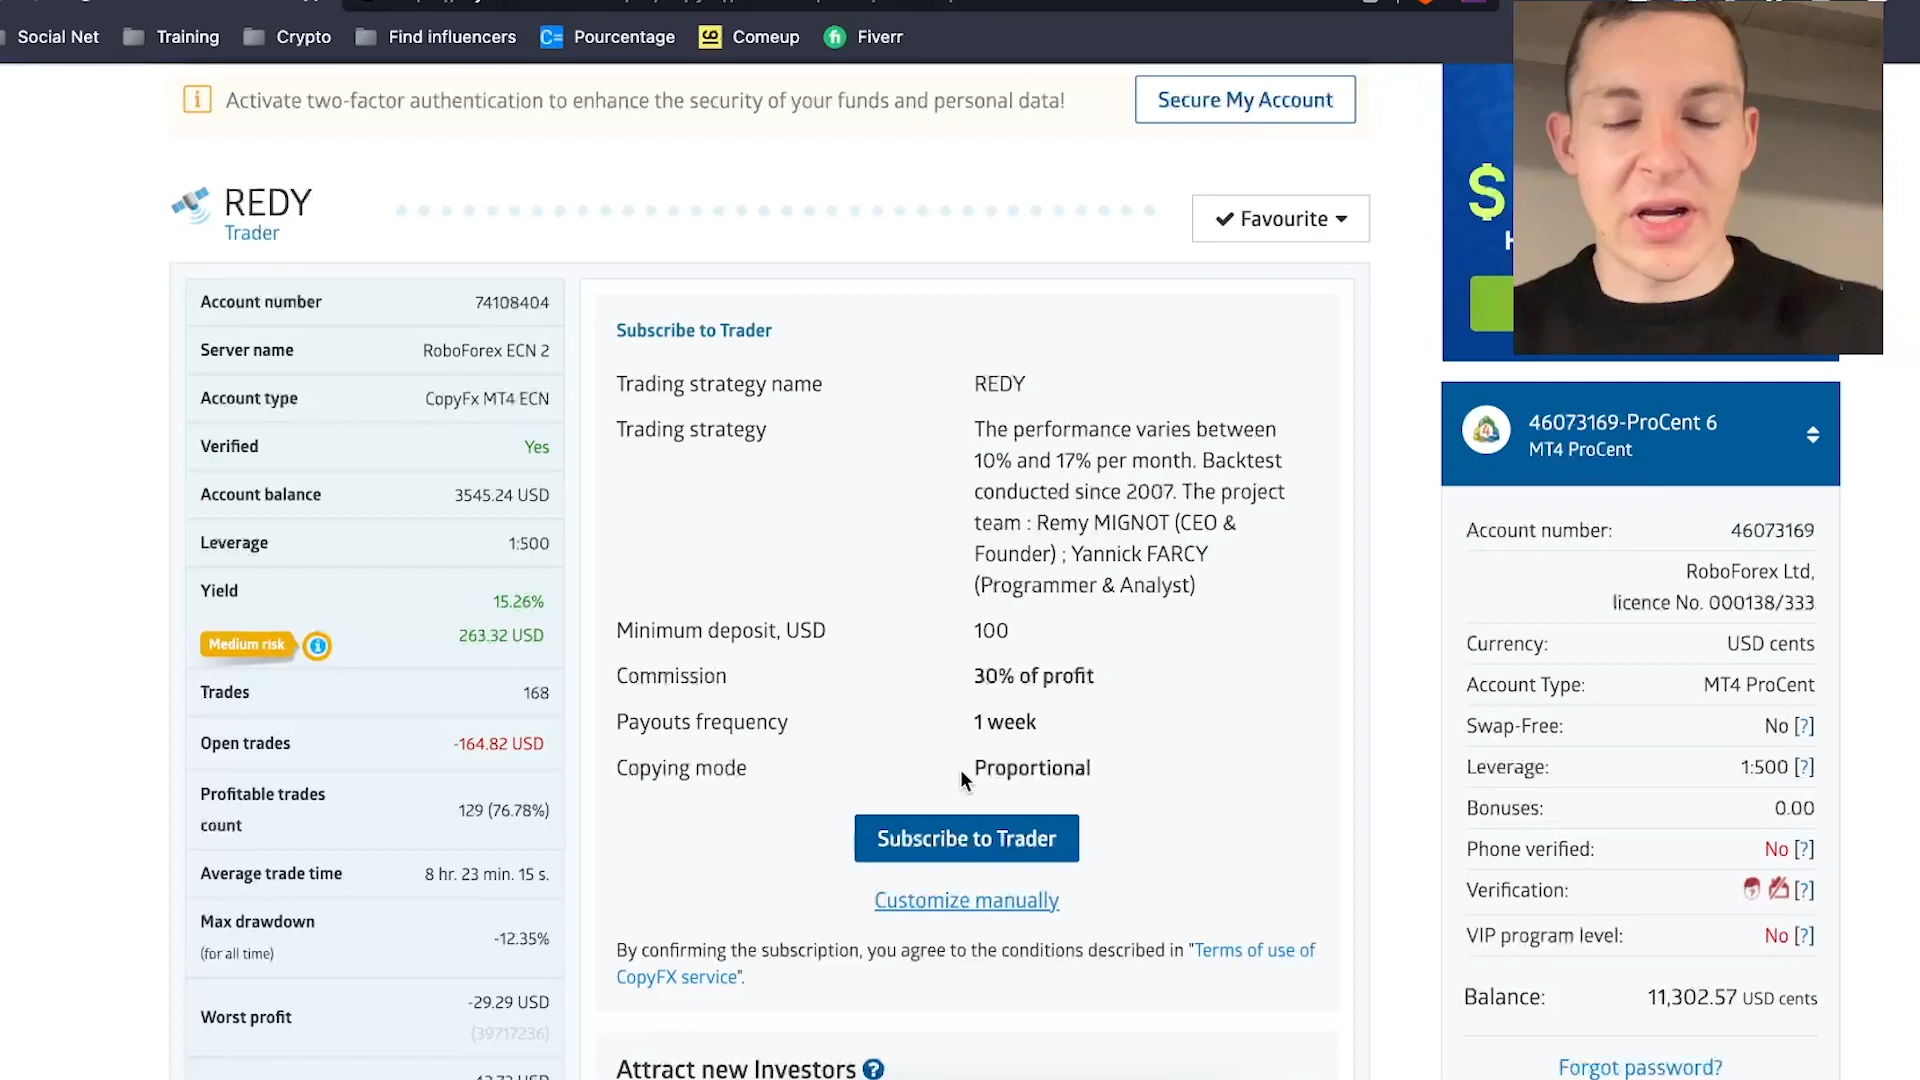 Social Net
Training
Crypto
Find influencers
Pourcentage
Comeup
Fiverr
Activate two-factor authentication to enhance the security of your funds and personal data!
Secure My Account
REDY
Trader
Favourite
Account number 74108404
Server name RoboForex ECN 2
Account type CopyFx MT4 ECN
Verified Yes
Account balance 3545.24 USD
Leverage 1:500
Yield 15.26%
263.32 USD
Medium risk
Trades 168
Open trades -164.82 USD
Profitable trades
count 129 (76.78%)
Average trade time 8 hr. 23 min. 15 s.
Max drawdown
(for all time) -12.35%
Worst profit -29.29 USD
(39717236)
Subscribe to Trader
Trading strategy name REDY
Trading strategy The performance varies between
10% and 17% per month. Backtest
conducted since 2007. The project
team : Remy MIGNOT (CEO &
Founder) ; Yannick FARCY
(Programmer & Analyst)
Minimum deposit, USD 100
Commission 30% of profit
Payouts frequency 1 week
Copying mode Proportional
Subscribe to Trader
Customize manually
By confirming the subscription, you agree to the conditions described in "Terms of use of
CopyFX service".
Attract new Investors ?
$
46073169-ProCent 6
MT4 ProCent
Account number: 46073169
RoboForex Ltd,
licence No. 000138/333
Currency: USD cents
Account Type: MT4 ProCent
Swap-Free: No [?]
Leverage: 1:500 [?]
Bonuses: 0.00
Phone verified: No [?]
Verification: [?]
VIP program level: No [?]
Balance: 11,302.57 USD cents
Forgot password?